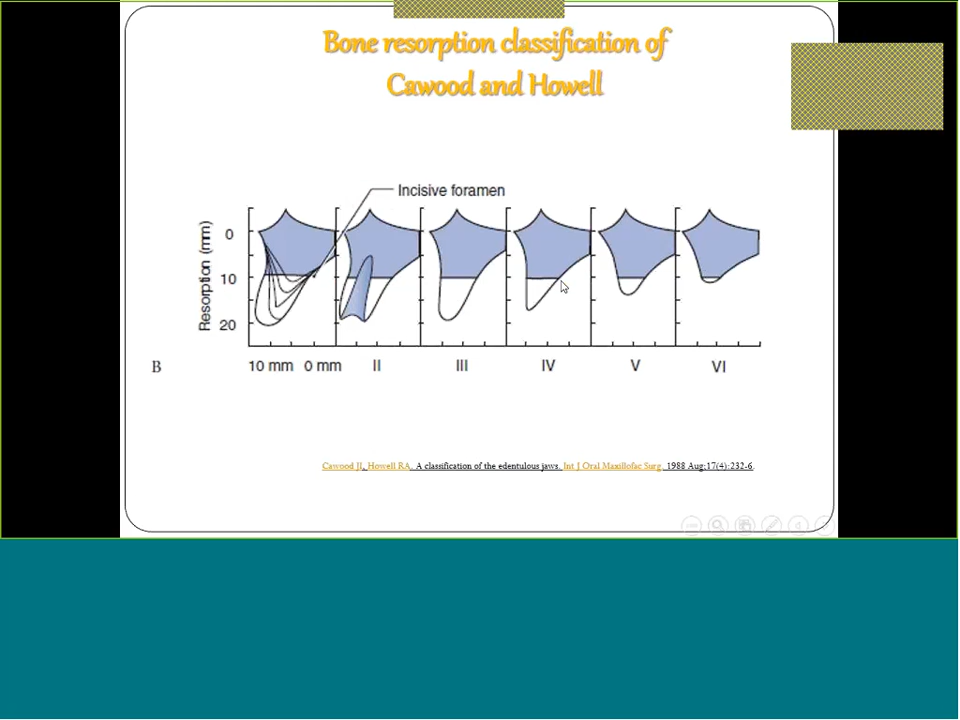 Bone resorption classification of
Cawood and Howell
Incisive foramen
Resorption (mm)
0
10
20
B
10 mm 0 mm II III IV V VI
Cawood JI, Howell RA. A classification of the edentulous jaws. Int J Oral Maxillofac Surg. 1988 Aug;17(4):232-6.